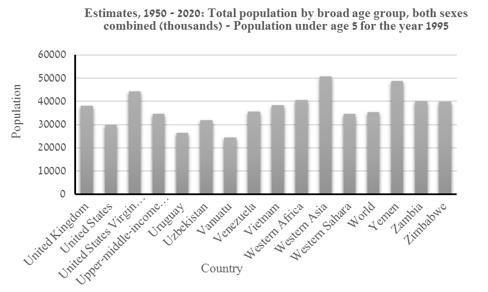 Estimates, 1950 - 2020: Total population by broad age group, both sexes
combined (thousands) - Population under age 5 for the year 1995
60000
50000
40000
30000
20000
10000
0
Population
United Kingdom
United States
United States Virgin…
Upper-middle-income…
Uruguay
Uzbekistan
Vanuatu
Venezuela
Vietnam
Western Africa
Western Asia
Western Sahara
World
Yemen
Zambia
Zimbabwe
Country